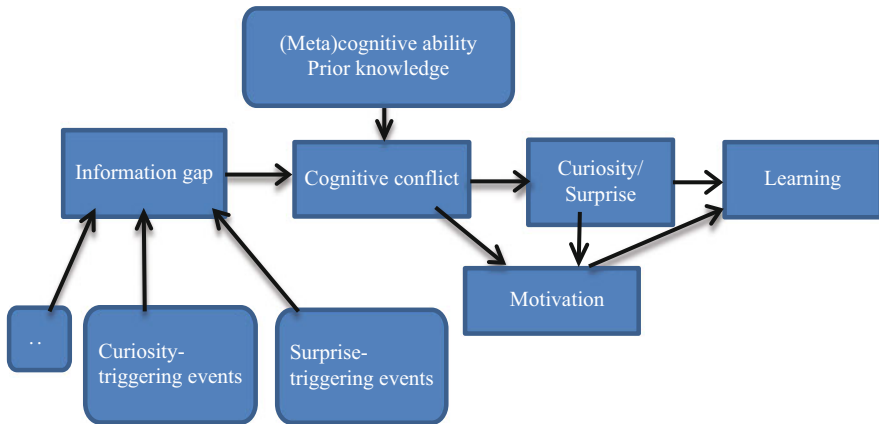 (Meta)cognitive ability
Prior knowledge
Information gap
Cognitive conflict
Curiosity/
Surprise
Learning
Motivation
..
Curiosity-
triggering events
Surprise-
triggering events